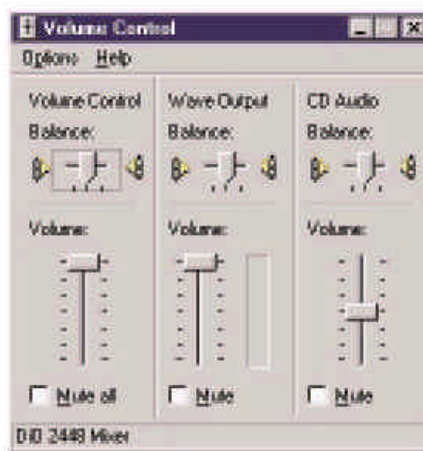 Volume Control
Options Help
Volume Control Wave Output CD Audio
Balance: Balance: Balance:
Volume: Volume: Volume:
Mute all Mute Mute
DiO 2448 Mixer